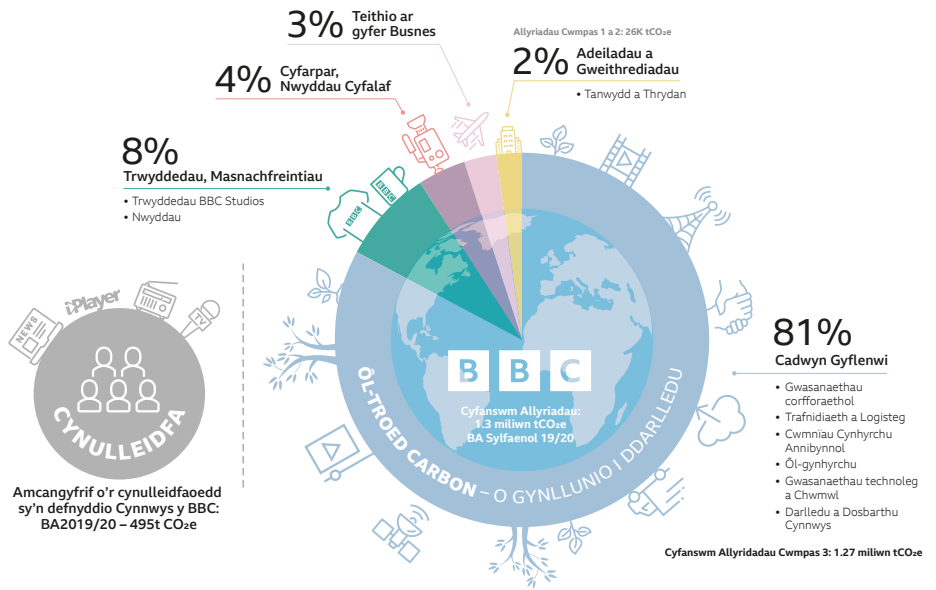 3% Teithio ar
gyfer Busnes
4% Cyfarpar,
Nwyddau Cyfalaf
Allyriadau Cwmpas 1 a 2: 26K tCO₂e
2% Adeiladau a
Gweithrediadau
• Tanwydd a Thrydan
8%
Trwyddedau, Masnachfreintiau
• Trwyddedau BBC Studios
• Nwyddau
BBC
BBC
NEWS
iPlayer
TV
CYNULLEIDFA
Amcangyfrif o'r cynulleidfaoedd
sy'n defnyddio Cynnwys y BBC:
BA2019/20 – 495t CO₂e
BBC
Cyfanswm Allyriadau:
1.3 miliwn tCO₂e
BA Sylfaenol 19/20
ÔL-TROED CARBON – O GYNLLUNIO I DDARLLEDU
81%
Cadwyn Gyflenwi
• Gwasanaethau
corfforaethol
• Trafnidiaeth a Logisteg
• Cwmnïau Cynhyrchu
Annibynnol
• Ôl-gynhyrchu
• Gwasanaethau technoleg
a Chwmwl
• Darlledu a Dosbarthu
Cynnwys
Cyfanswm Allyridadau Cwmpas 3: 1.27 miliwn tCO₂e